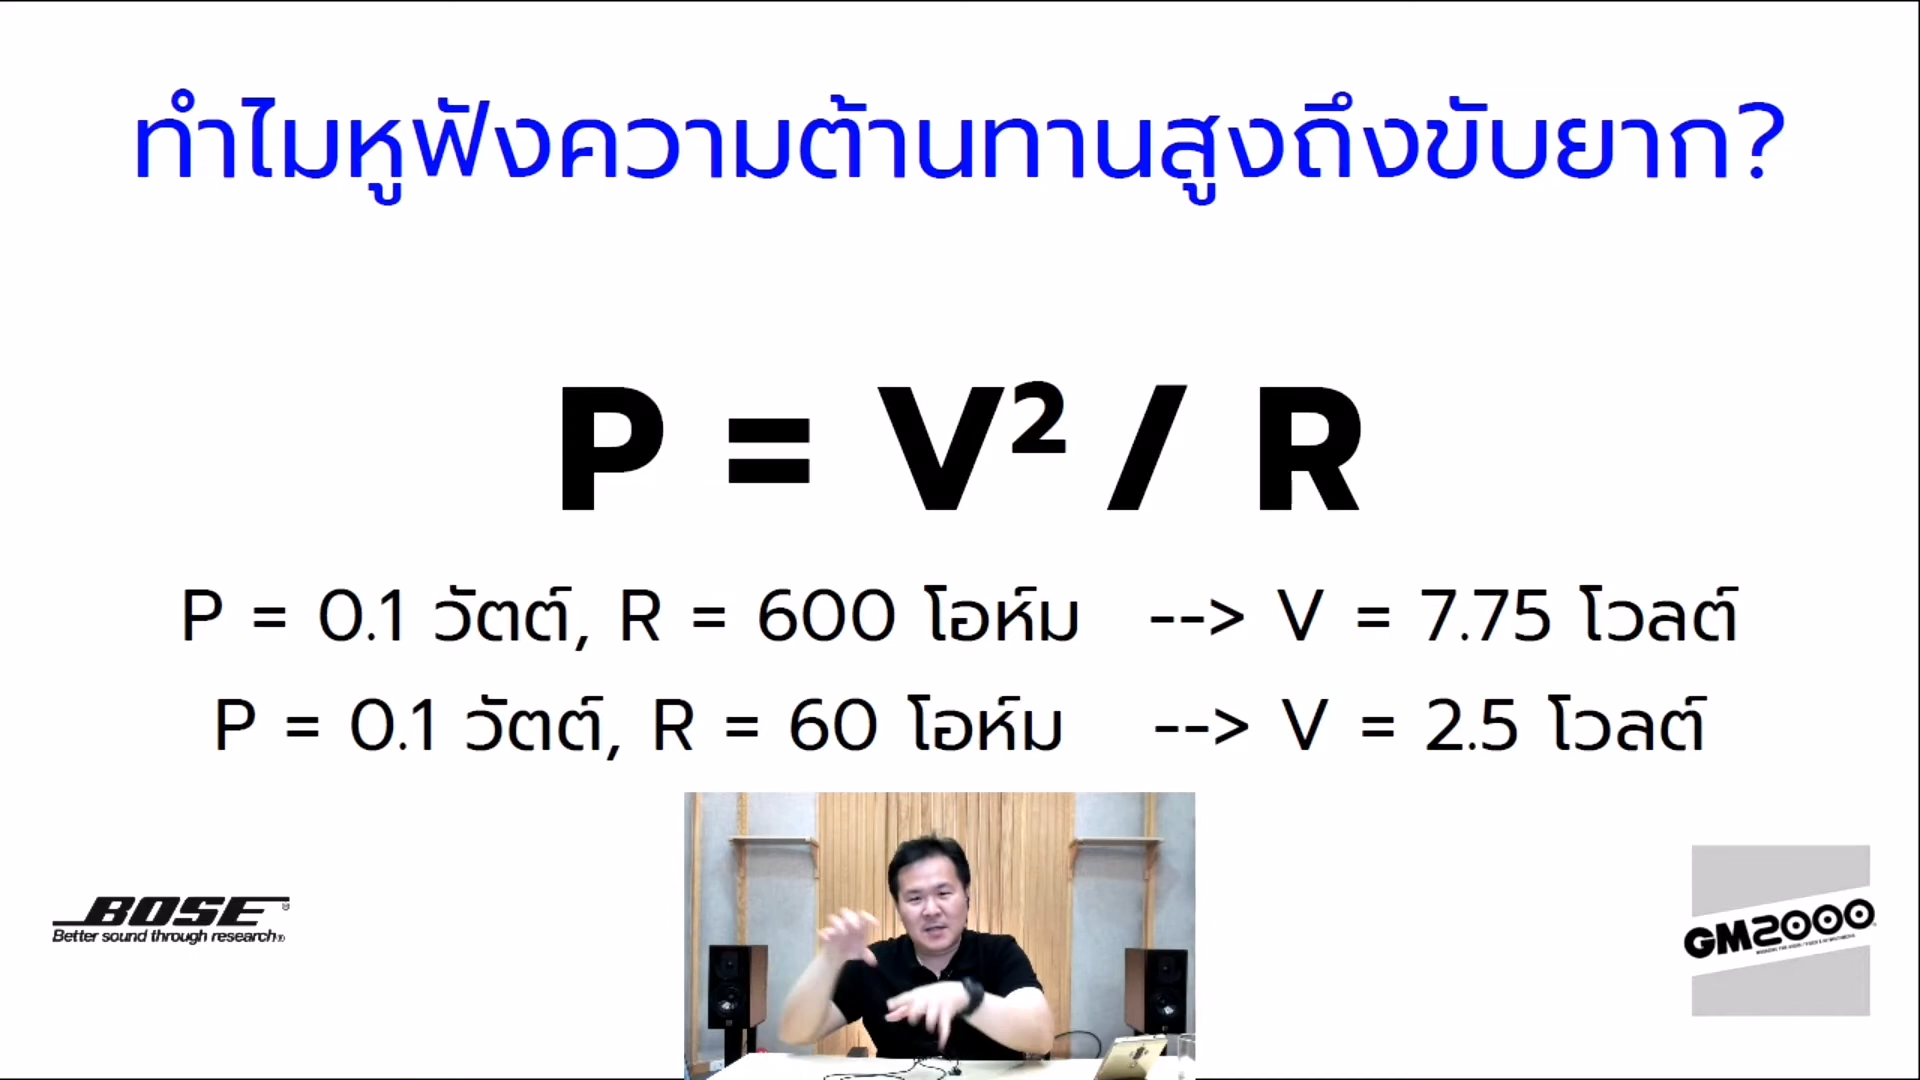 ทำไมหูฟังความต้านทานสูงถึงขับยาก?
P = V² / R
P = 0.1 วัตต์, R = 600 โอห์ม --> V = 7.75 โวลต์
P = 0.1 วัตต์, R = 60 โอห์ม --> V = 2.5 โวลต์
BOSE®
Better sound through research®
GM2000